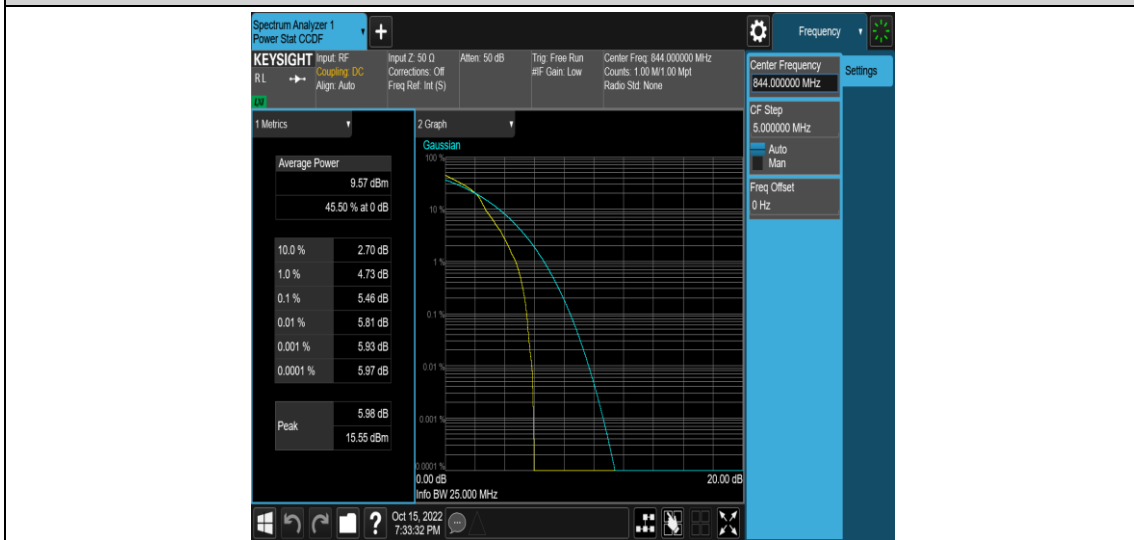 Spectrum Analyzer 1
Power Stat CCDF
Frequency
KEYSIGHT
RL
LXI
Input: RF
Coupling: DC
Align: Auto
Input Z: 50 Ω
Corrections: Off
Freq Ref: Int (S)
Atten: 50 dB
Trig: Free Run
#IF Gain: Low
Center Freq: 844.000000 MHz
Counts: 1.00 M/1.00 Mpt
Radio Std: None
Center Frequency
844.000000 MHz
Settings
CF Step
5.000000 MHz
Auto
Man
Freq Offset
0 Hz
1 Metrics
Average Power
9.57 dBm
45.50 % at 0 dB
10.0 % 2.70 dB
1.0 % 4.73 dB
0.1 % 5.46 dB
0.01 % 5.81 dB
0.001 % 5.93 dB
0.0001 % 5.97 dB
Peak
5.98 dB
15.55 dBm
2 Graph
Gaussian
100 %
10 %
1 %
0.1 %
0.01 %
0.001 %
0.0001 %
0.00 dB 20.00 dB
Info BW 25.000 MHz
Oct 15, 2022
7:33:32 PM